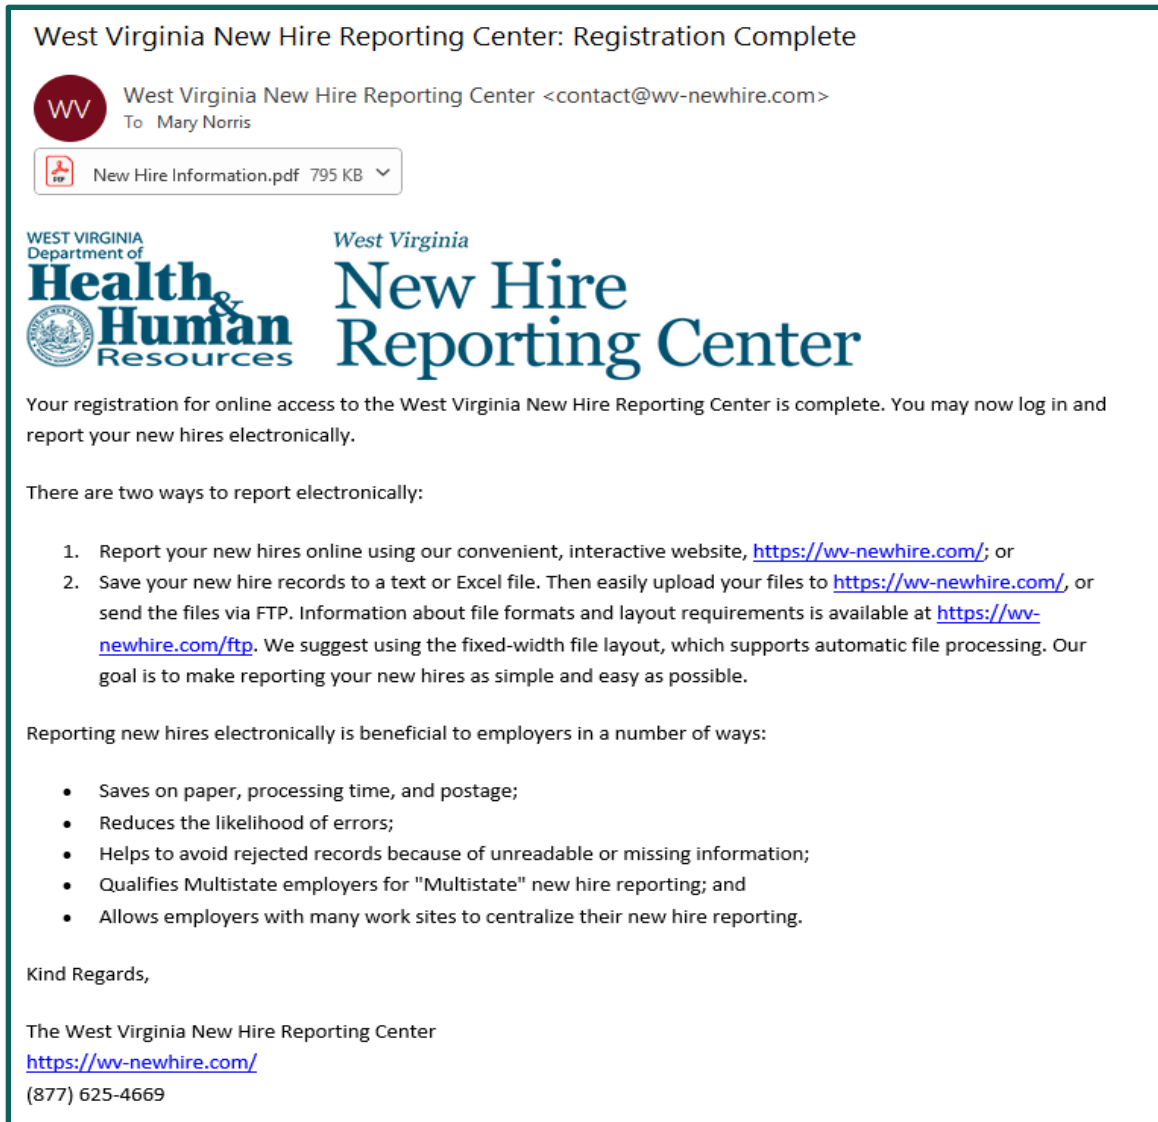 West Virginia New Hire Reporting Center: Registration Complete
WV
West Virginia New Hire Reporting Center <contact@wv-newhire.com>
To Mary Norris
New Hire Information.pdf 795 KB
WEST VIRGINIA
Department of
Health &
Human
Resources
West Virginia
New Hire
Reporting Center
Your registration for online access to the West Virginia New Hire Reporting Center is complete. You may now log in and
report your new hires electronically.
There are two ways to report electronically:
1. Report your new hires online using our convenient, interactive website, https://wv-newhire.com/; or
2. Save your new hire records to a text or Excel file. Then easily upload your files to https://wv-newhire.com/, or
send the files via FTP. Information about file formats and layout requirements is available at https://wv-
newhire.com/ftp. We suggest using the fixed-width file layout, which supports automatic file processing. Our
goal is to make reporting your new hires as simple and easy as possible.
Reporting new hires electronically is beneficial to employers in a number of ways:
• Saves on paper, processing time, and postage;
• Reduces the likelihood of errors;
• Helps to avoid rejected records because of unreadable or missing information;
• Qualifies Multistate employers for "Multistate" new hire reporting; and
• Allows employers with many work sites to centralize their new hire reporting.
Kind Regards,
The West Virginia New Hire Reporting Center
https://wv-newhire.com/
(877) 625-4669